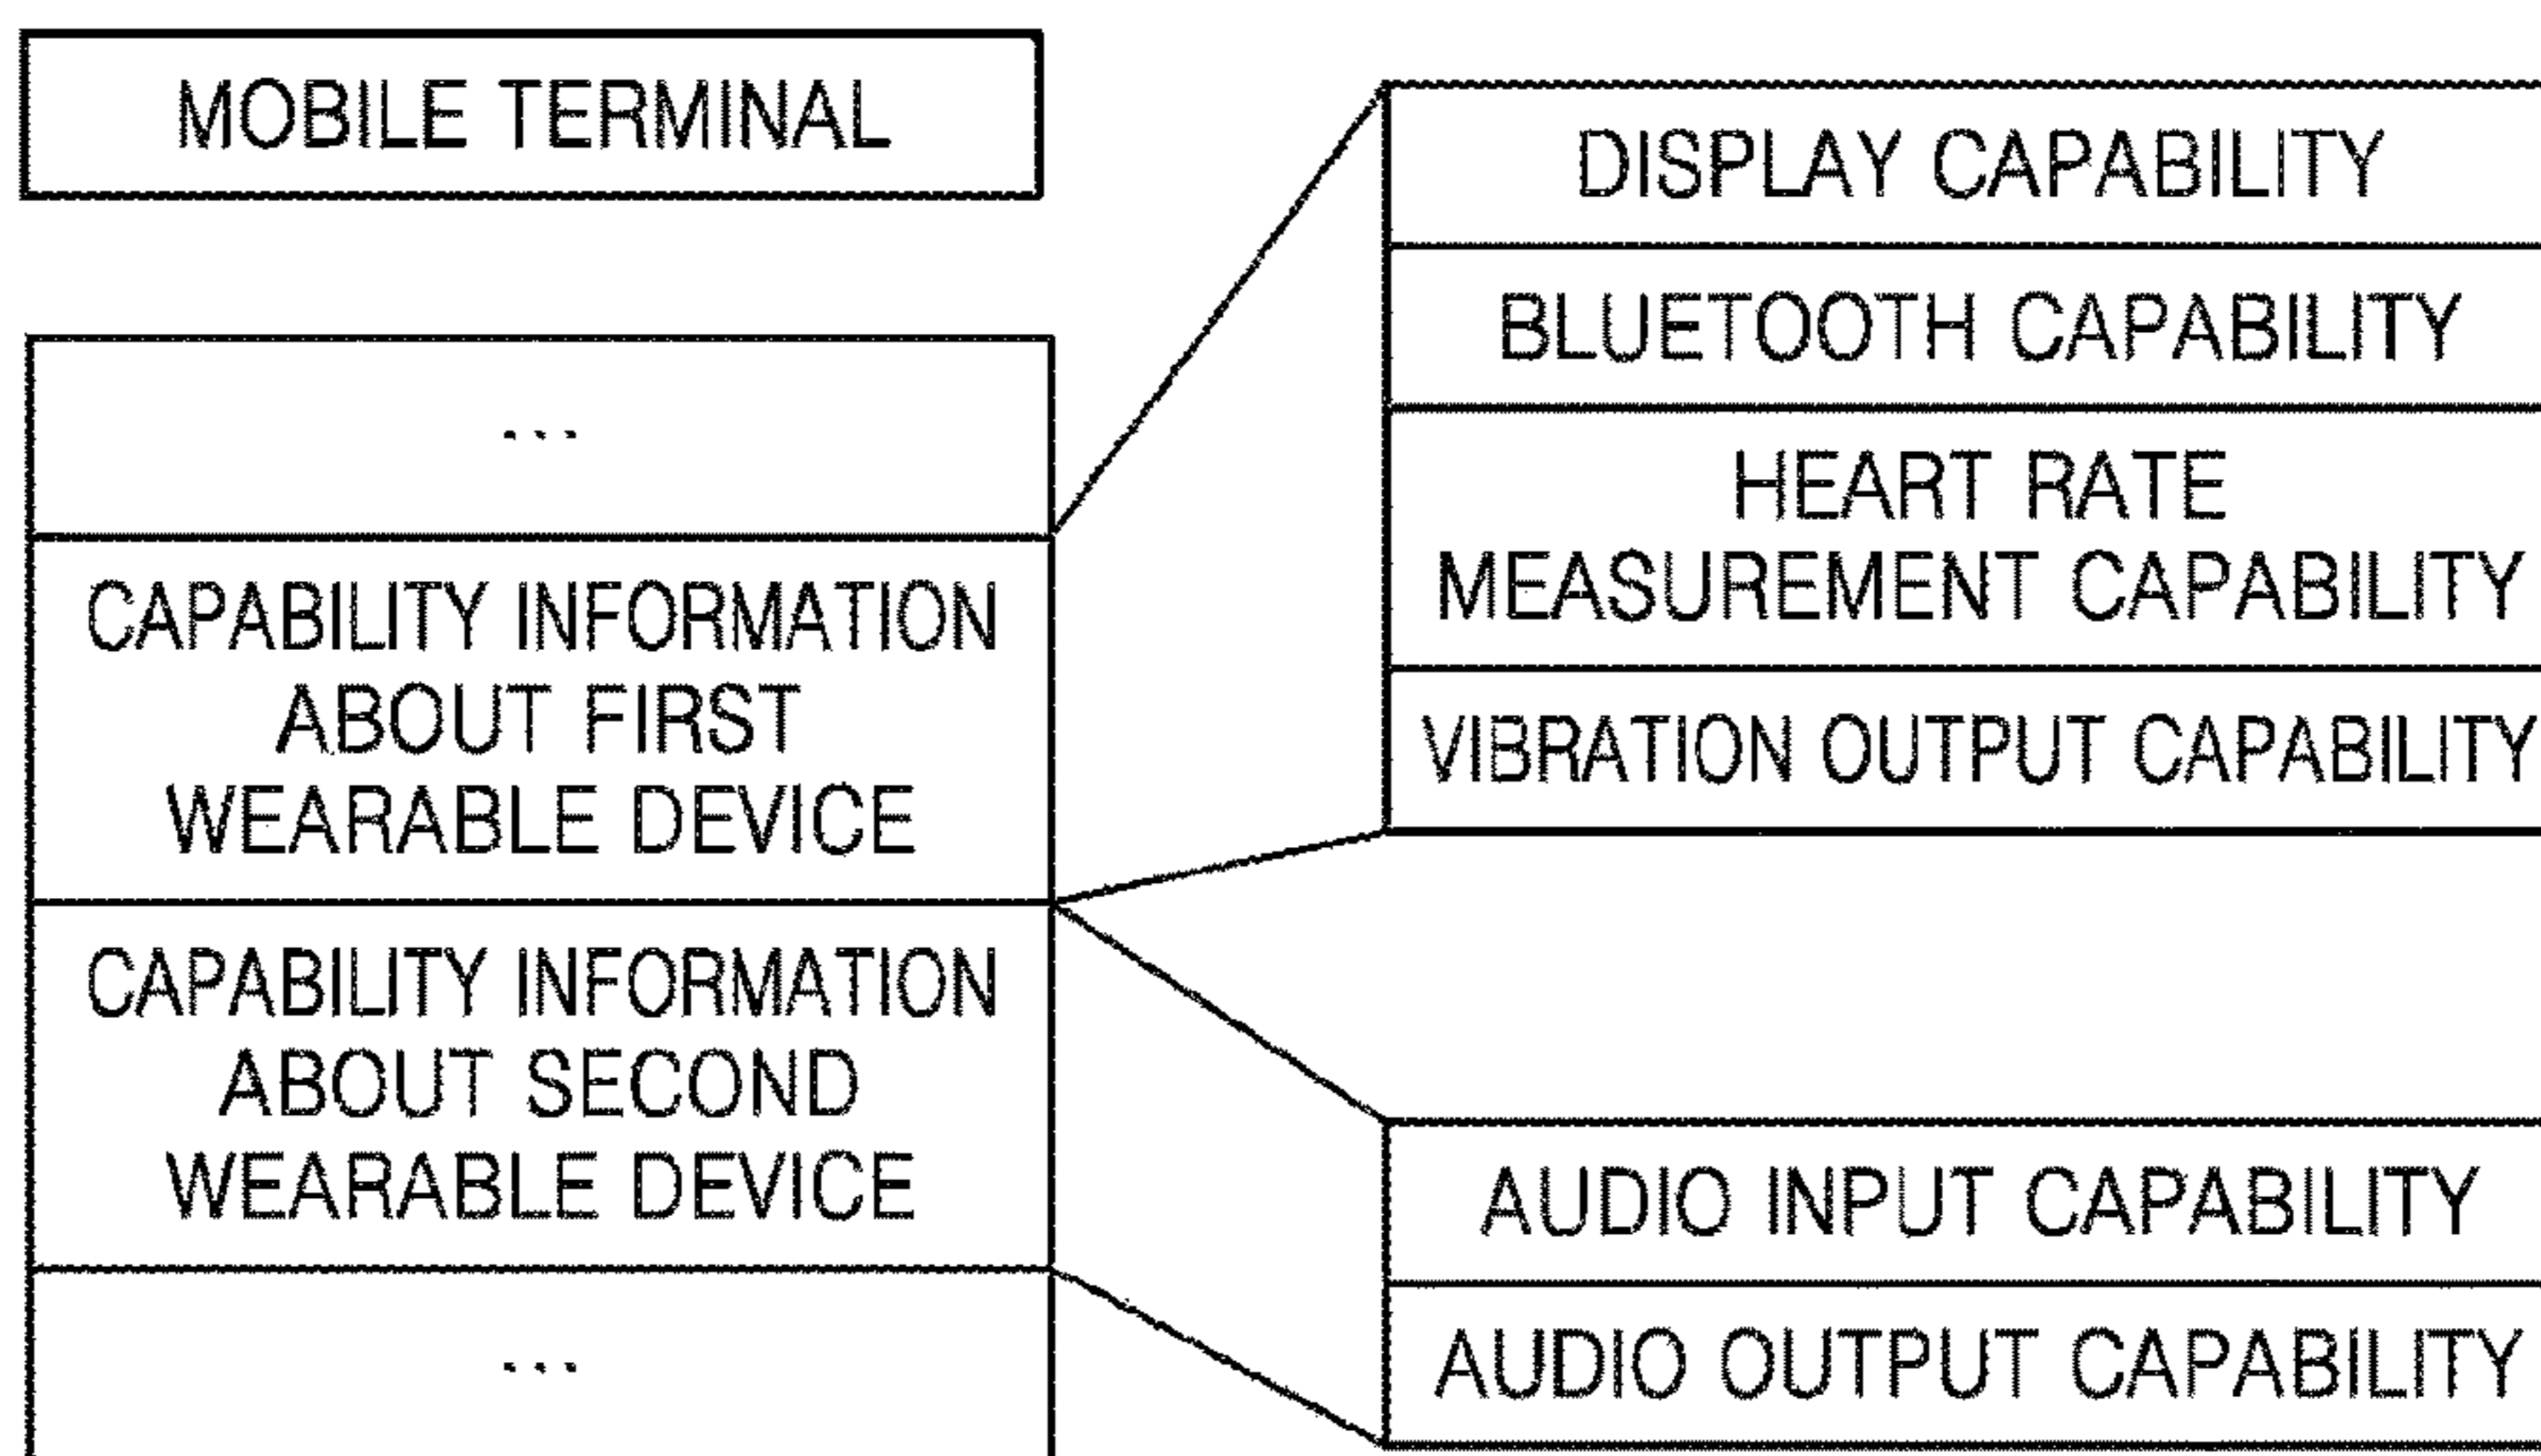 MOBILE TERMINAL
...
CAPABILITY INFORMATION
ABOUT FIRST
WEARABLE DEVICE
CAPABILITY INFORMATION
ABOUT SECOND
WEARABLE DEVICE
...
DISPLAY CAPABILITY
BLUETOOTH CAPABILITY
HEART RATE
MEASUREMENT CAPABILITY
VIBRATION OUTPUT CAPABILITY
AUDIO INPUT CAPABILITY
AUDIO OUTPUT CAPABILITY